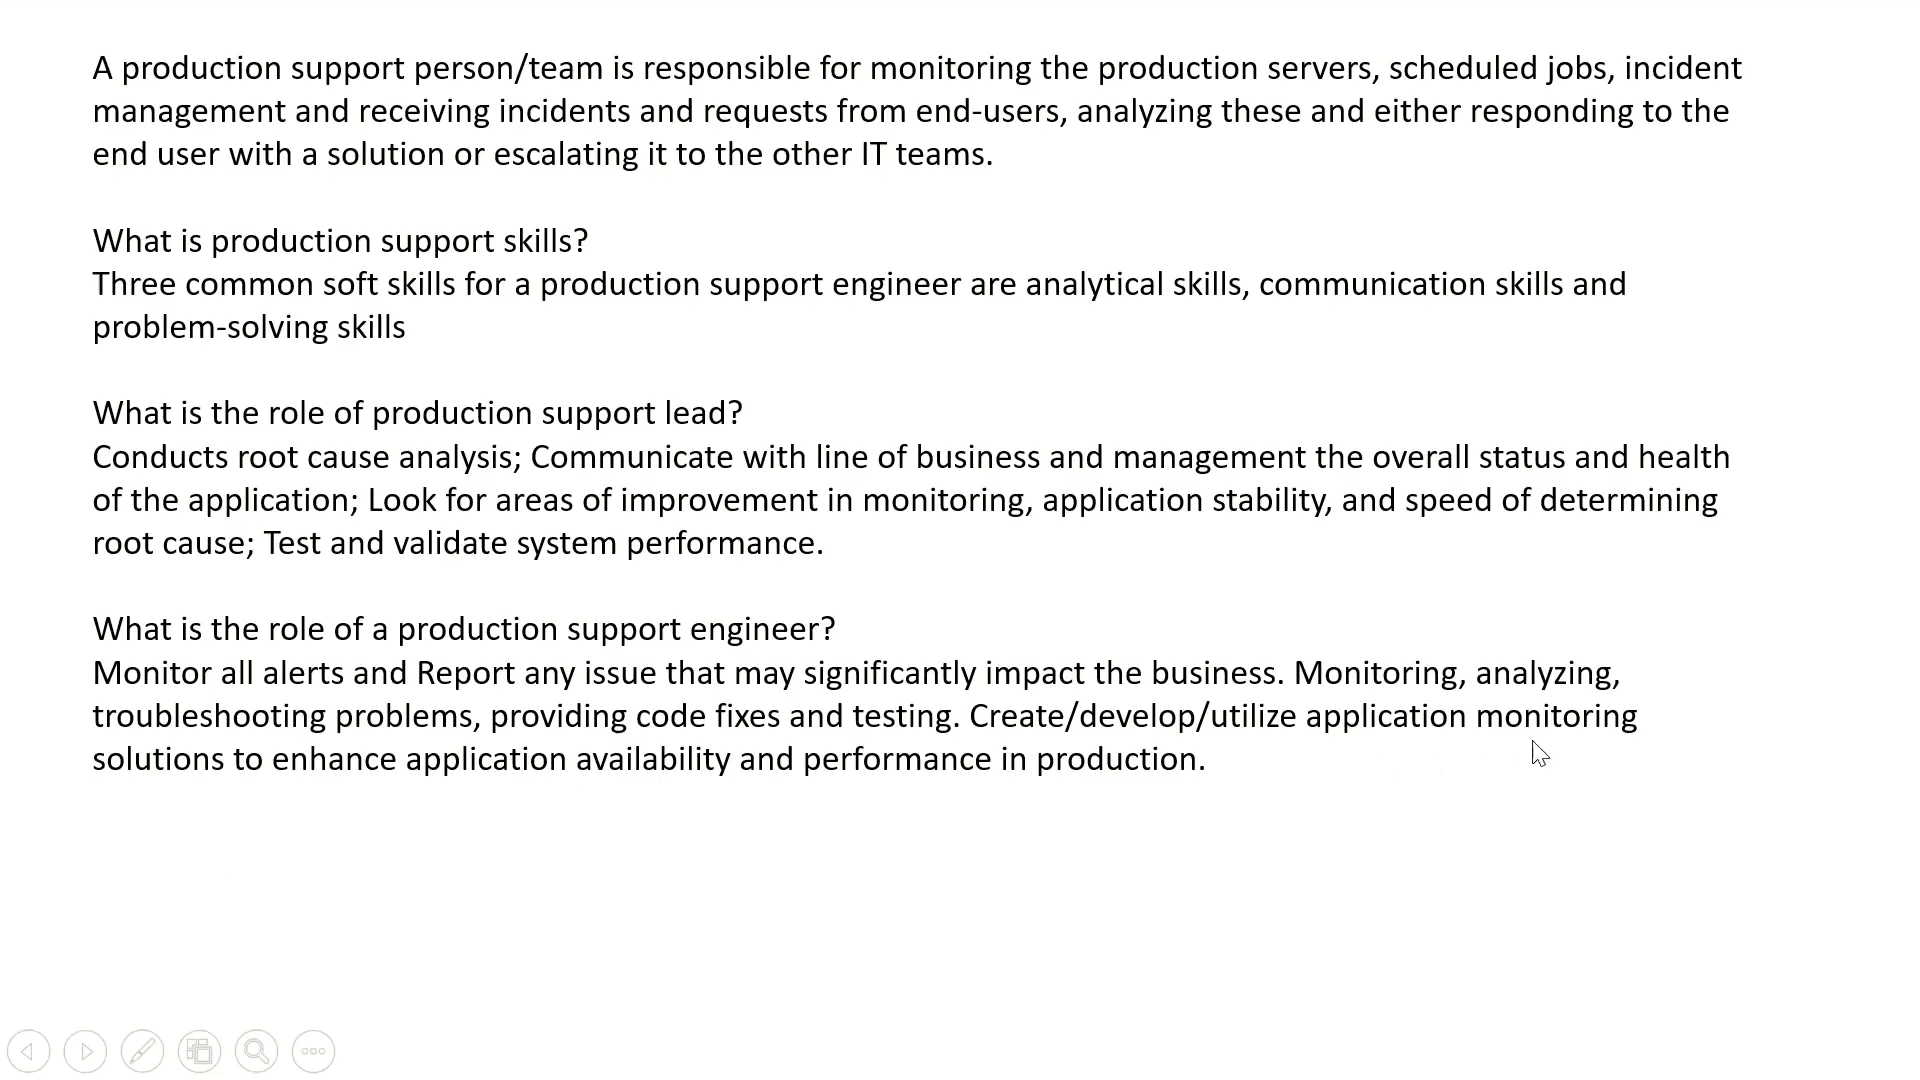 A production support person/team is responsible for monitoring the production servers, scheduled jobs, incident
management and receiving incidents and requests from end-users, analyzing these and either responding to the
end user with a solution or escalating it to the other IT teams.
What is production support skills?
Three common soft skills for a production support engineer are analytical skills, communication skills and
problem-solving skills
What is the role of production support lead?
Conducts root cause analysis; Communicate with line of business and management the overall status and health
of the application; Look for areas of improvement in monitoring, application stability, and speed of determining
root cause; Test and validate system performance.
What is the role of a production support engineer?
Monitor all alerts and Report any issue that may significantly impact the business. Monitoring, analyzing,
troubleshooting problems, providing code fixes and testing. Create/develop/utilize application monitoring
solutions to enhance application availability and performance in production.